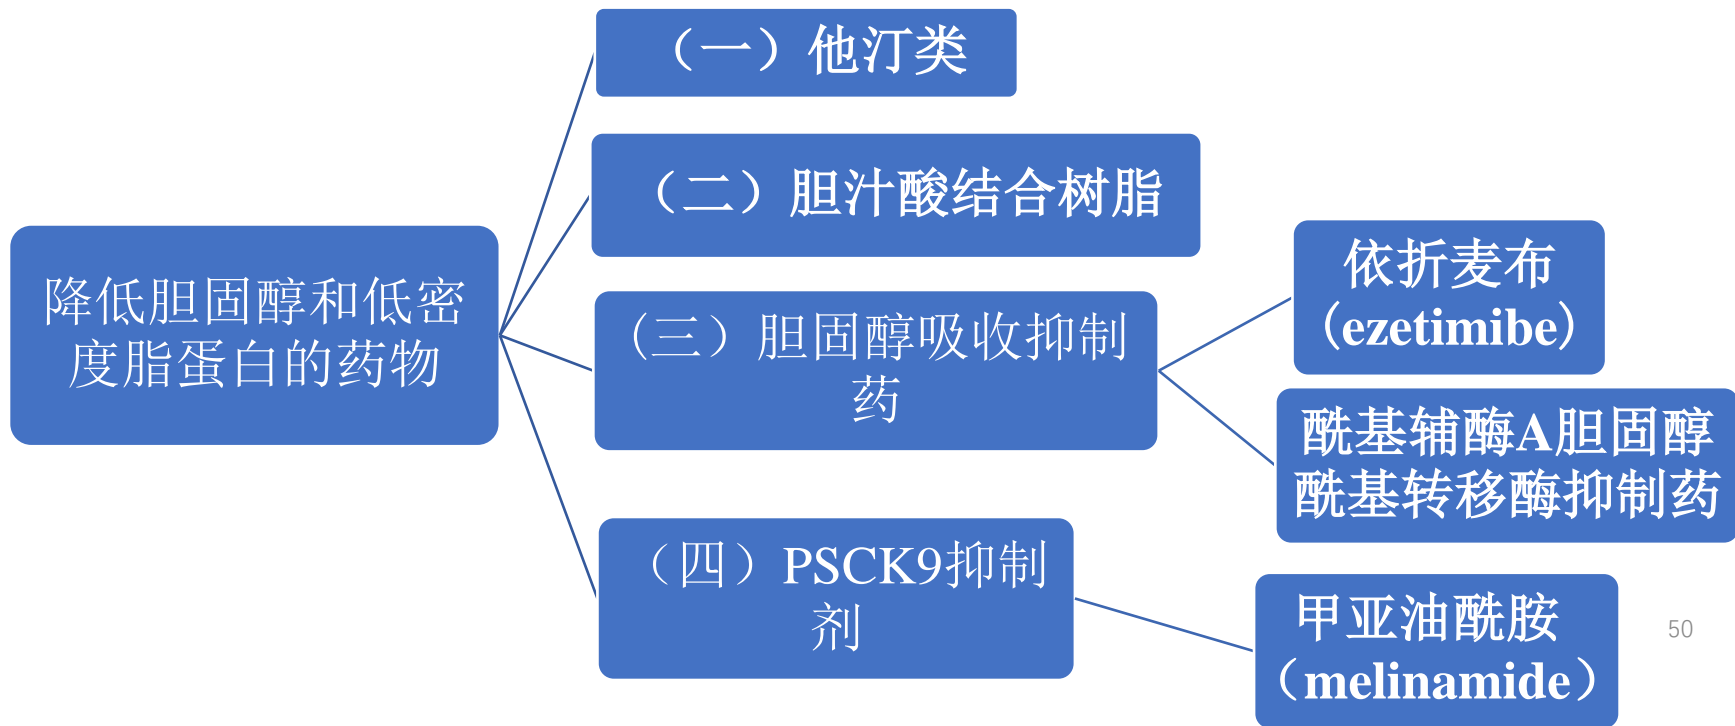 （一）他汀类
（二）胆汁酸结合树脂
降低胆固醇和低密
度脂蛋白的药物
（三）胆固醇吸收抑制
药
依折麦布
（ezetimibe）
酰基辅酶A胆固醇
酰基转移酶抑制药
（四）PSCK9抑制
剂
甲亚油酰胺
（melinamide）
50